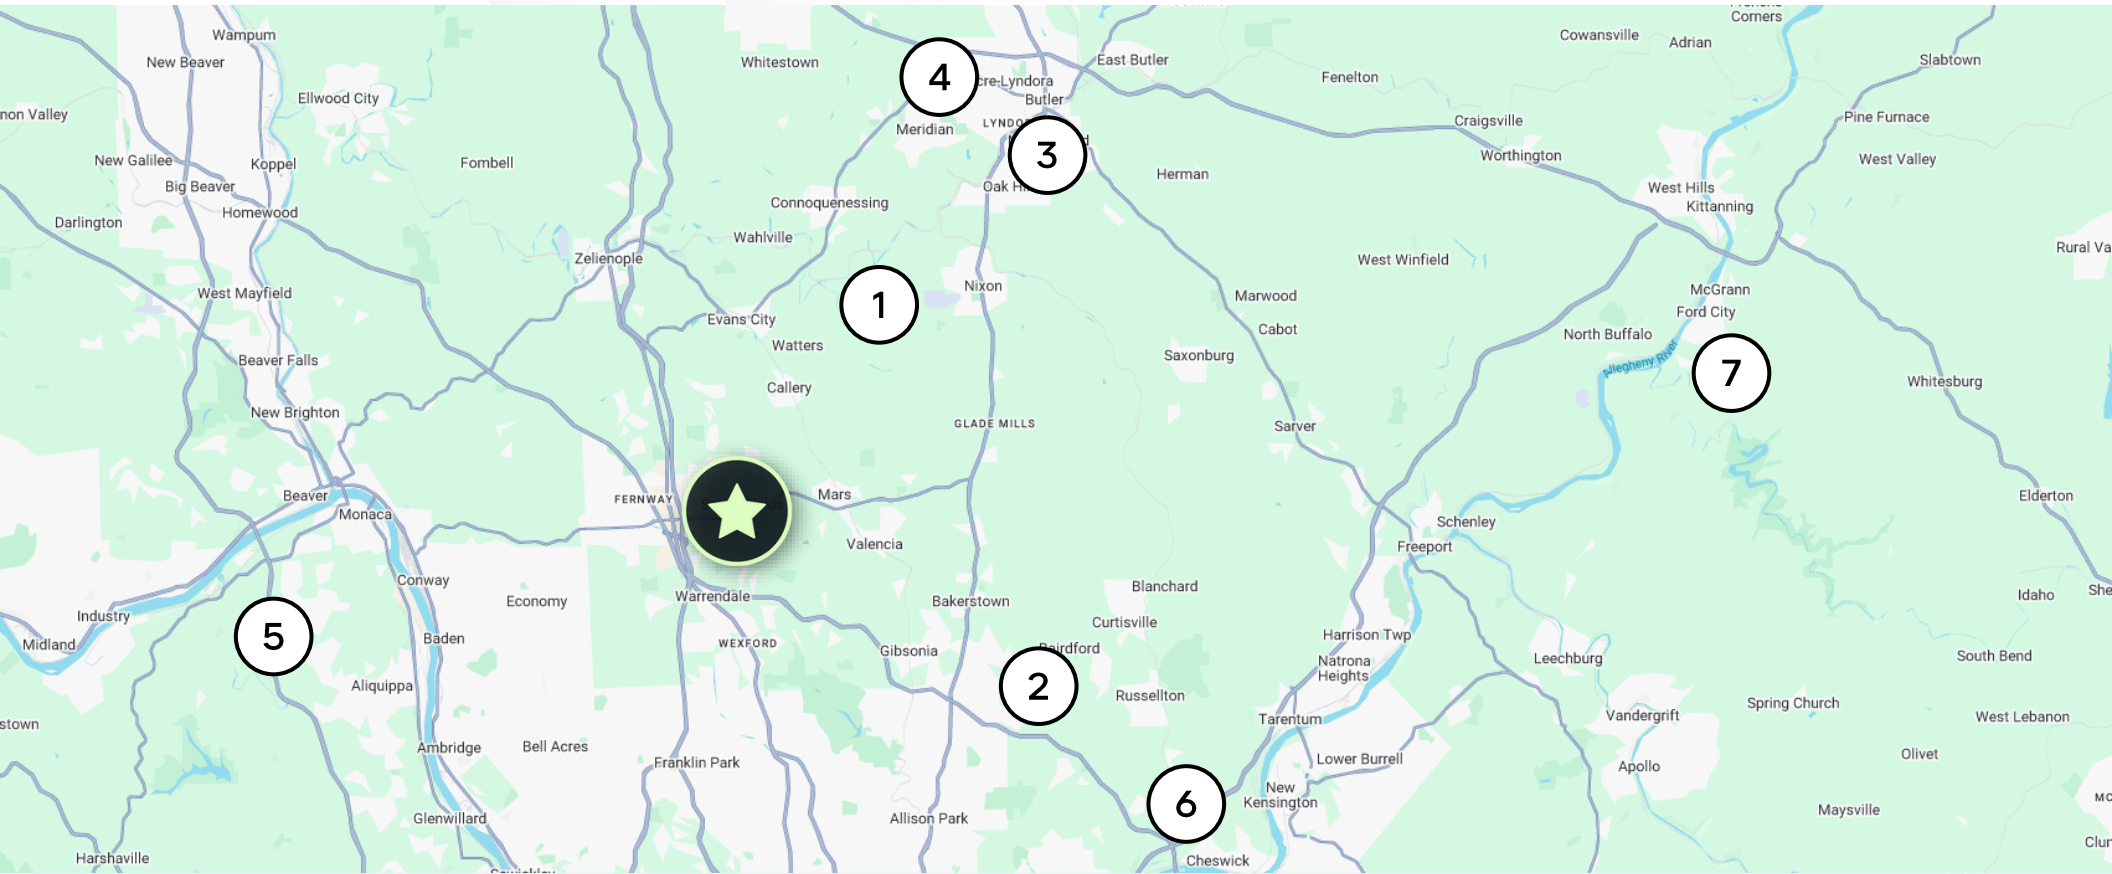 Corners
Wampum
Cowansville
Adrian
New Beaver
Whitestown
East Butler
Slabtown
4
Fenelton
Ellwood City
Butler
non Valley
LYNDO
Craigsville
Pine Furnace
Meridian
New Galilee
Koppel
Fombell
3
Worthington
West Valley
Big Beaver
Oak Hi
Herman
West Hills
Connoquenessing
Kittanning
Homewood
Darlington
Wahlville
Rural Va
Zelienople
West Winfield
West Mayfield
1
Nixon
Marwood
McGrann
Evans City
Ford City
Cabot
North Buffalo
Watters
Beaver Falls
Saxonburg
Allegheny River
7
Callery
Whitesburg
New Brighton
GLADE MILLS
Sarver
Beaver
FERNWAY
Mars
Elderton
Monaca
Schenley
Valencia
Freeport
Conway
Blanchard
Idaho
She
Industry
Economy
Warrendale
Bakerstown
Curtisville
5
Midland
Baden
WEXFORD
Gibsonia
Bairdford
Harrison Twp
Natrona
Heights
Leechburg
South Bend
Aliquippa
2
Russellton
Spring Church
stown
Tarentum
Vandergrift
West Lebanon
Ambridge
Bell Acres
Franklin Park
Lower Burrell
Apollo
Olivet
6
New
Kensington
MC
Glenwillard
Allison Park
Maysville
Clur
Harshaville
Cheswick